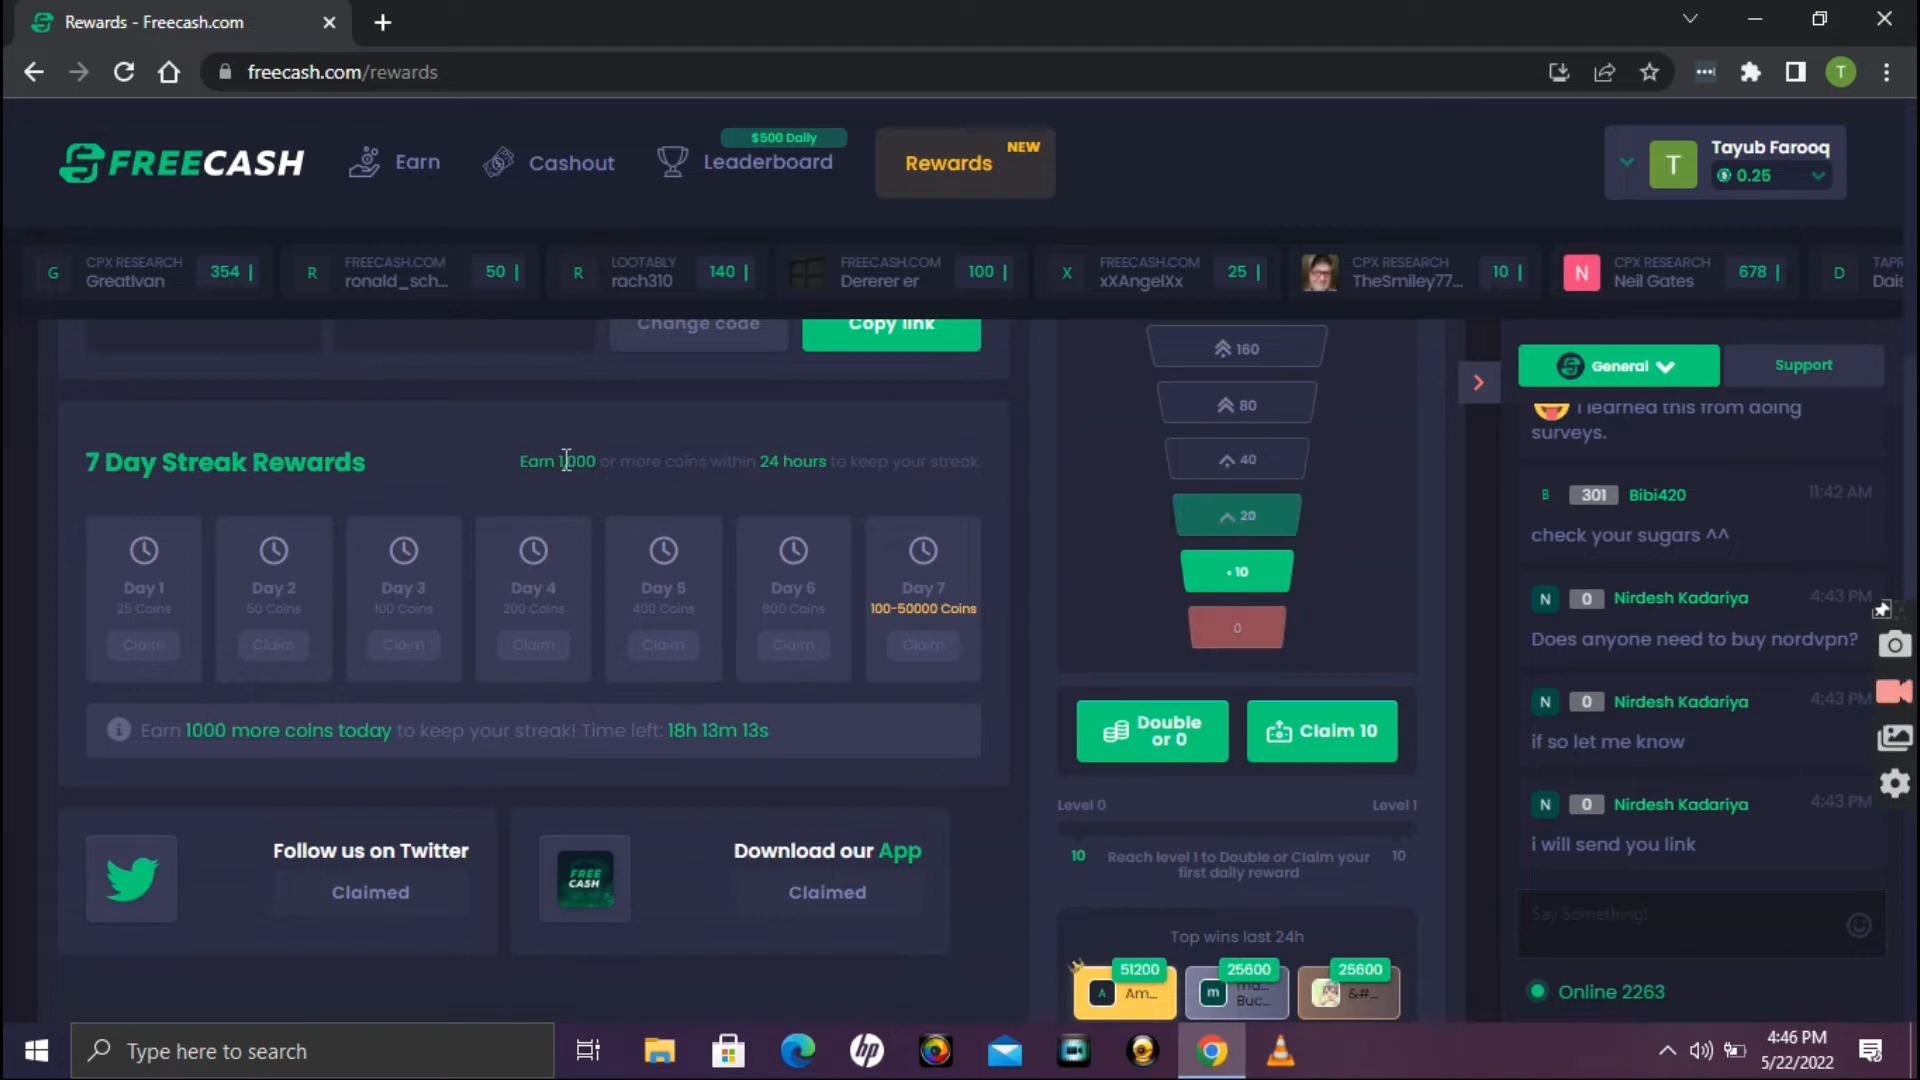 Rewards - Freecash.com
freecash.com/rewards
T
FREECASH
Earn
Cashout
$500 Daily
Leaderboard
Rewards
NEW
T
Tayub Farooq
0.25
G
CPX RESEARCH
GreatIvan
354
R
FREECASH.COM
ronald_sch...
50
R
LOOTABLY
rach310
140
FREECASH.COM
Dererer er
100
X
FREECASH.COM
xXAngelXx
25
CPX RESEARCH
TheSmiley77...
10
N
CPX RESEARCH
Neil Gates
678
D
Change code
Copy link
7 Day Streak Rewards
Earn 1000 or more coins within 24 hours to keep your streak.
Day 1
25 Coins
Claim
Day 2
50 Coins
Claim
Day 3
100 Coins
Claim
Day 4
200 Coins
Claim
Day 5
400 Coins
Claim
Day 6
800 Coins
Claim
Day 7
100-50000 Coins
Claim
Earn 1000 more coins today to keep your streak! Time left: 18h 13m 13s
Follow us on Twitter
Claimed
FREE
CASH
Download our App
Claimed
160
80
40
20
10
0
Double
or 0
Claim 10
Level 0
Level 1
10
Reach level 1 to Double or Claim your
first daily reward
10
Top wins last 24h
51200
A
Am...
25600
m
Buc...
25600
&#...
General
Support
I learned this from doing
surveys.
B
301
Bibi420
11:42 AM
check your sugars ^^
N
0
Nirdesh Kadariya
4:43 PM
Does anyone need to buy nordvpn?
N
0
Nirdesh Kadariya
4:43 PM
if so let me know
N
0
Nirdesh Kadariya
4:43 PM
i will send you link
Say Something!
Online 2263
Type here to search
hp
4:46 PM
5/22/2022